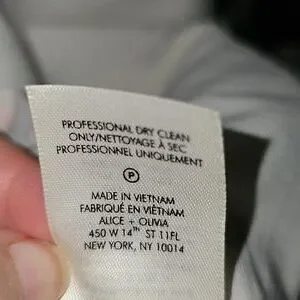 PROFESSIONAL DRY CLEAN
ONLY/NETTOYAGE À SEC
PROFESSIONNEL UNIQUEMENT
P
MADE IN VIETNAM
FABRIQUÉ EN VIÊTNAM
ALICE + OLIVIA
450 W 14TH ST 11FL
NEW YORK, NY 10014